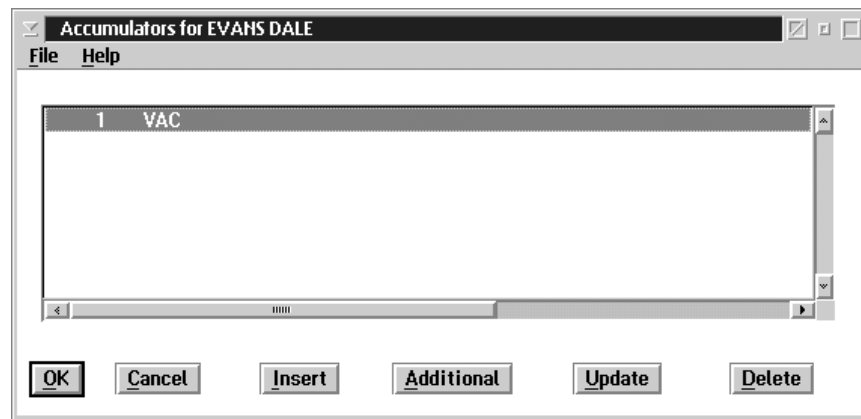 Accumulators for EVANS DALE
File Help
1 VAC
OK Cancel Insert Additional Update Delete